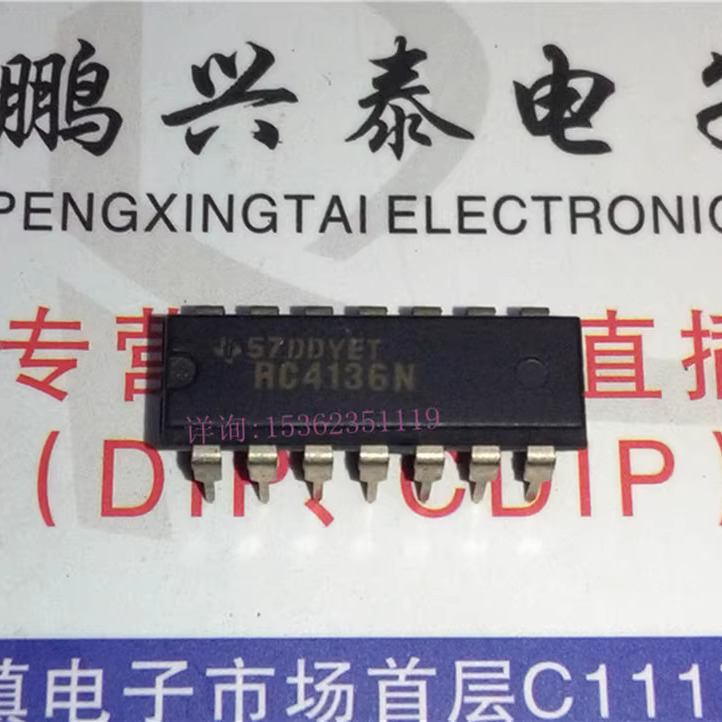 鹏兴泰电
PENGXINGTAI ELECTRONIC
专营 直插
57DDYET
RC4136N
详询:15362351119
(DIP、CDIP)
镇电子市场首层C111